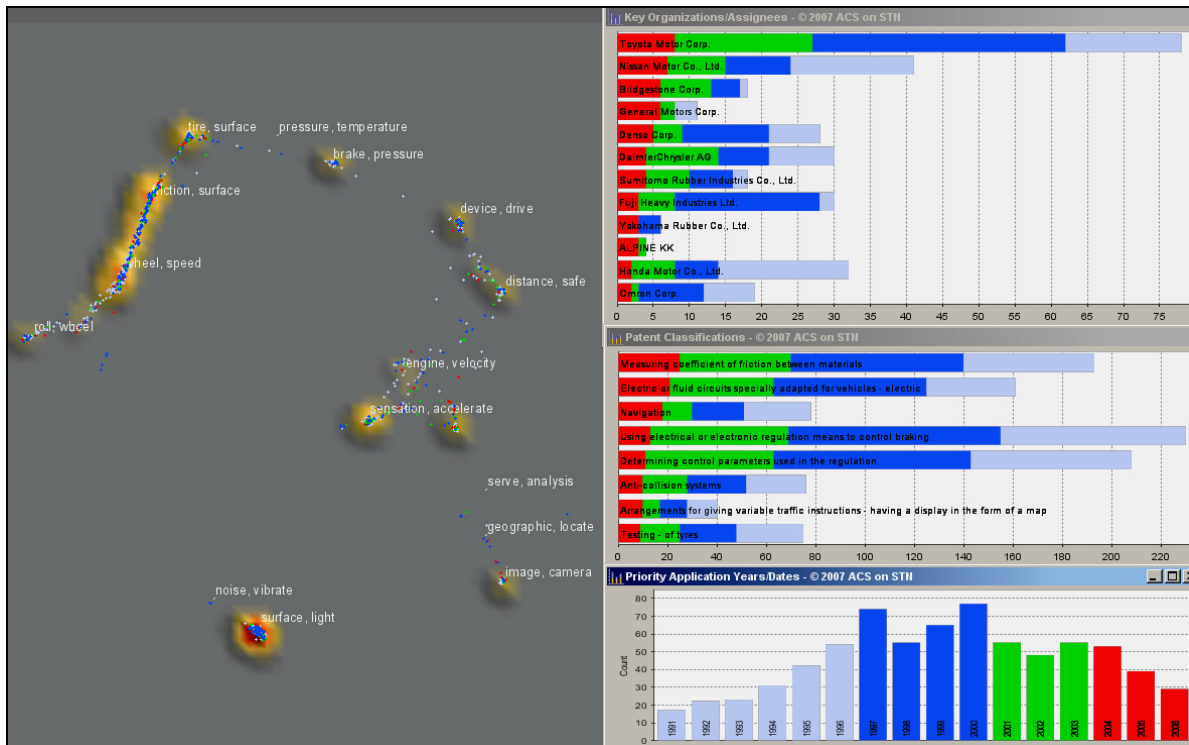 tire, surface
pressure, temperature
brake, pressure
friction, surface
device, drive
wheel, speed
distance, safe
roll, wheel
engine, velocity
sensation, accelerate
serve, analysis
geographic, locate
image, camera
noise, vibrate
surface, light
Key Organizations/Assignees - © 2007 ACS on STN
Toyota Motor Corp.
Nissan Motor Co., Ltd.
Bridgestone Corp.
General Motors Corp.
Denso Corp.
DaimlerChrysler AG
Sumitomo Rubber Industries Co., Ltd.
Fuji Heavy Industries Ltd.
Yokohama Rubber Co., Ltd.
ALPINE KK
Honda Motor Co., Ltd.
Omron Corp.
0 5 10 15 20 25 30 35 40 45 50 55 60 65 70 75
Patent Classifications - © 2007 ACS on STN
Measuring coefficient of friction between materials
Electric or fluid circuits specially adapted for vehicles - electric
Navigation
Using electrical or electronic regulation means to control braking
Determining control parameters used in the regulation
Anti-collision systems
Arrangements for giving variable traffic instructions - having a display in the form of a map
Testing - of tyres
0 20 40 60 80 100 120 140 160 180 200 220
Priority Application Years/Dates - © 2007 ACS on STN
Count
80
70
60
50
40
30
20
10
0
1991 1992 1993 1994 1995 1996 1997 1998 1999 2000 2001 2002 2003 2004 2005 2006